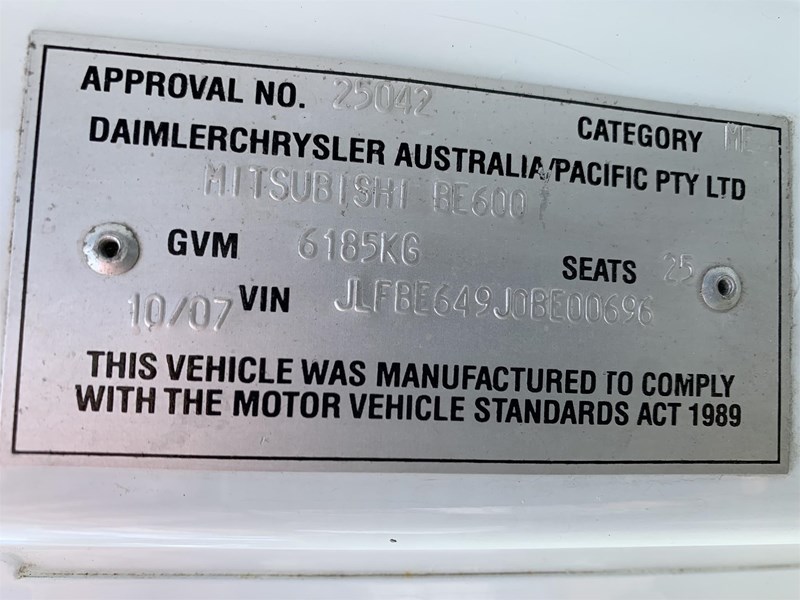 APPROVAL NO. 25042
CATEGORY ME
DAIMLERCHRYSLER AUSTRALIA/PACIFIC PTY LTD
MITSUBISHI BE600
GVM 6185KG
SEATS 25
10/07 VIN JLFBE649J0BE00696
THIS VEHICLE WAS MANUFACTURED TO COMPLY
WITH THE MOTOR VEHICLE STANDARDS ACT 1989